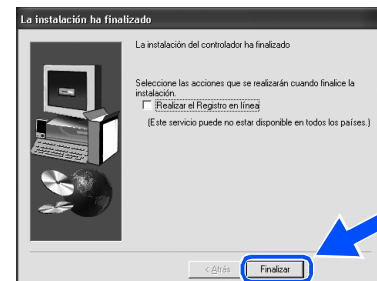 La instalación ha finalizado
La instalación del controlador ha finalizado
Seleccione las acciones que se realizarán cuando finalice la
instalación.
Realizar el Registro en línea
(Este servicio puede no estar disponible en todos los países.)
< Atrás
Finalizar